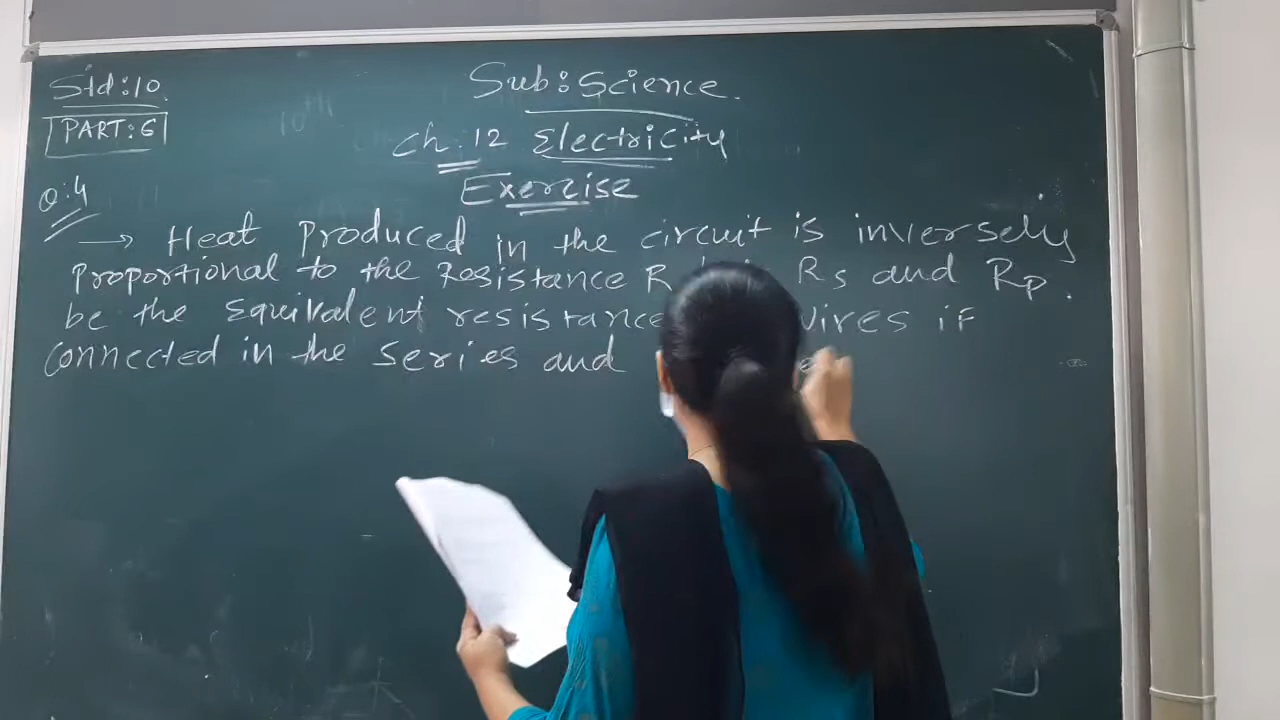 Std:10.
PART:6
Sub:Science.
Ch.12 Electricity
Exercise
Q:4
→ Heat Produced in the circuit is inversely
Proportional to the Resistance R Rs and Rp.
be the Equivalent resistance wires if
Connected in the Series and